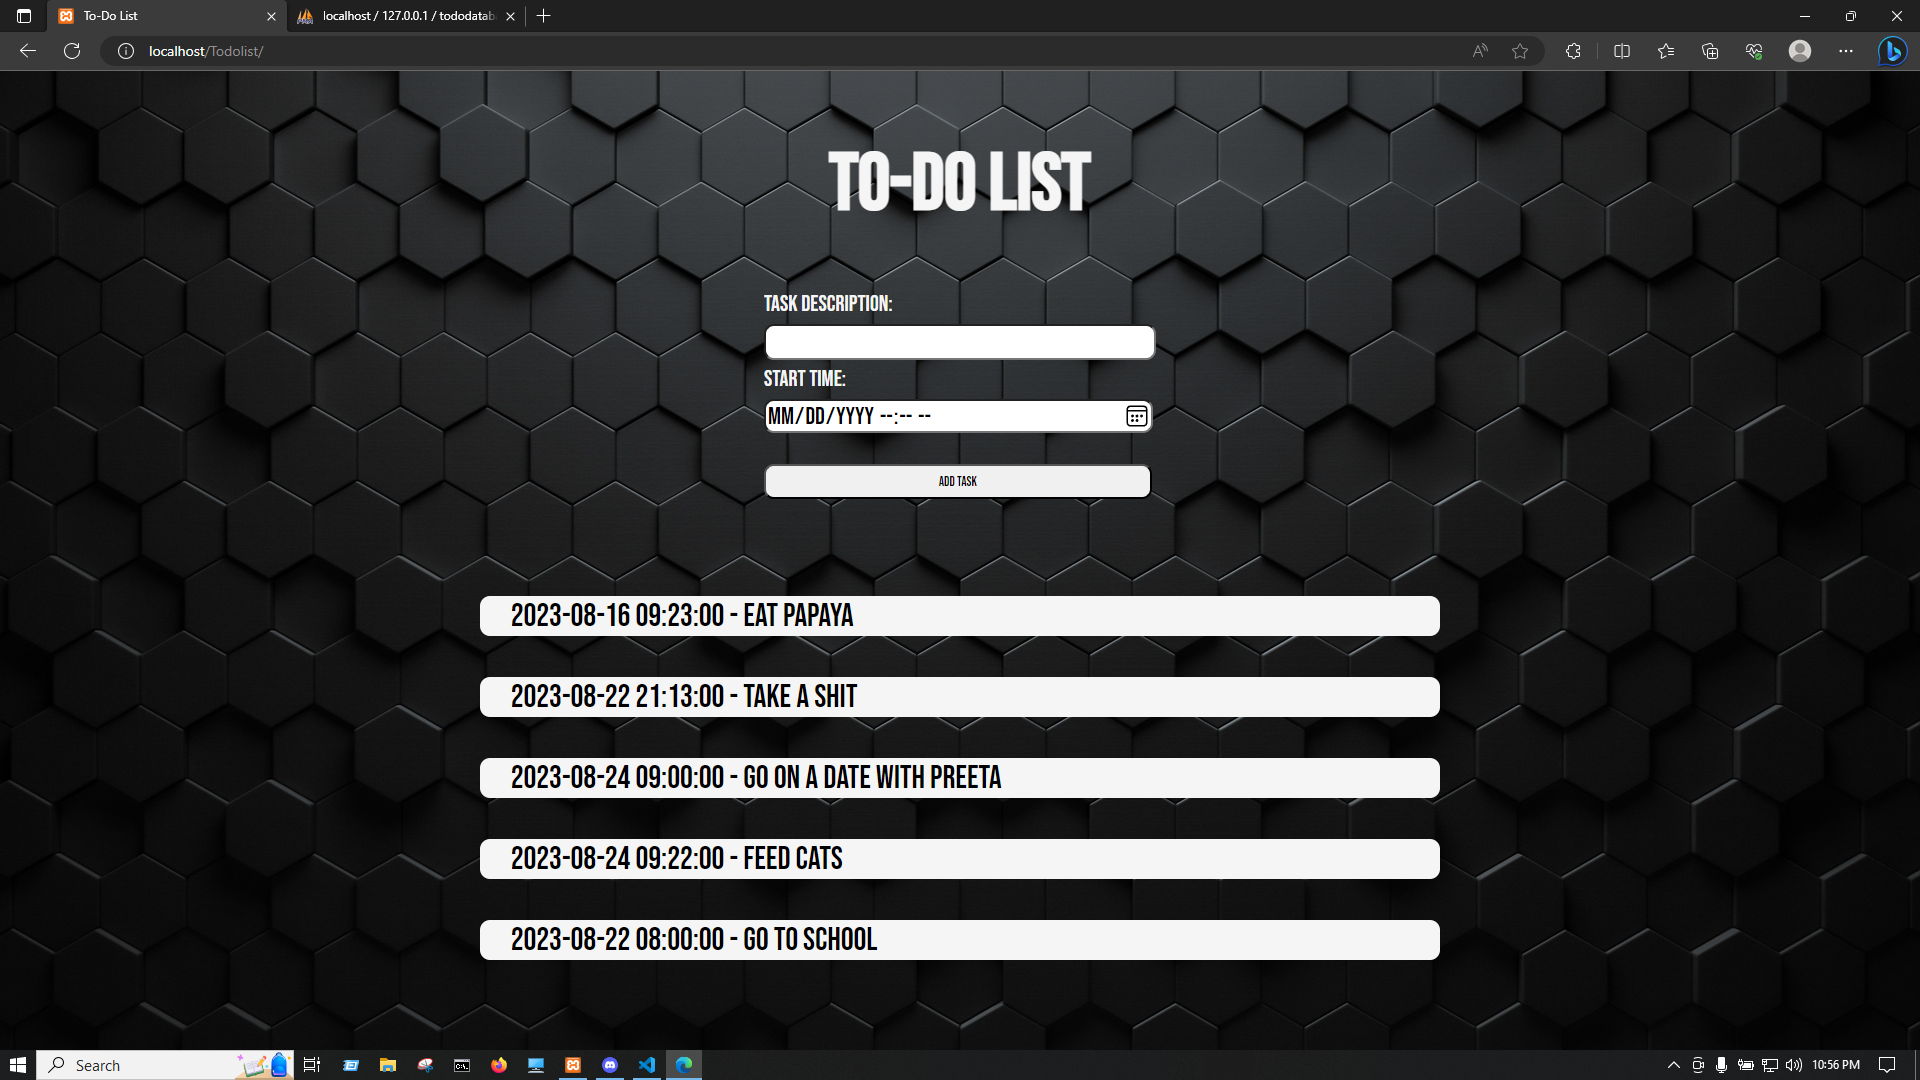 To-Do List
localhost / 127.0.0.1 / tododatab
localhost/Todolist/
TO-DO LIST
TASK DESCRIPTION:
START TIME:
MM/DD/YYYY --:-- --
ADD TASK
2023-08-16 09:23:00 - EAT PAPAYA
2023-08-22 21:13:00 - TAKE A SHIT
2023-08-24 09:00:00 - GO ON A DATE WITH PREETA
2023-08-24 09:22:00 - FEED CATS
2023-08-22 08:00:00 - GO TO SCHOOL
Search
10:56 PM